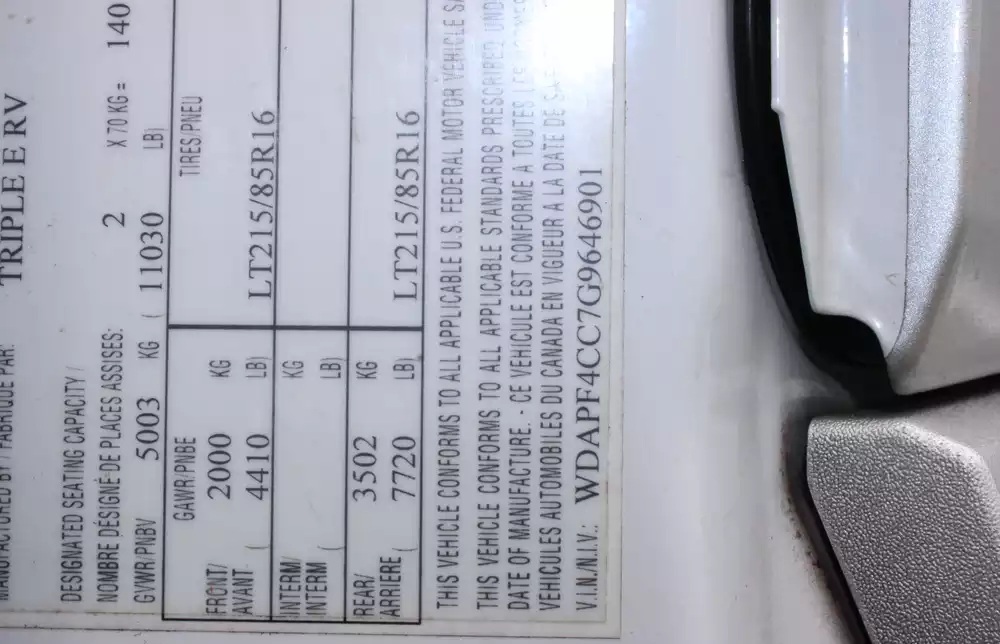 MANUFACTURED BY / FABRIQUÉ PAR: TRIPLE E RV
DESIGNATED SEATING CAPACITY /
NOMBRE DÉSIGNÉ DE PLACES ASSISES: 2 X 70 KG = 140
GVWR/PNBV 5003 KG ( 11030 LB)
GAWR/PNBE TIRES/PNEU
FRONT/ 2000 KG
AVANT ( 4410 LB) LT215/85R16
INTERM/ KG
INTERM ( LB)
REAR/ 3502 KG
ARRIERE ( 7720 LB) LT215/85R16
THIS VEHICLE CONFORMS TO ALL APPLICABLE U.S. FEDERAL MOTOR VEHICLE
THIS VEHICLE CONFORMS TO ALL APPLICABLE STANDARDS PRESCRIBED
DATE OF MANUFACTURE. - CE VEHICULE EST CONFORME A TOUTES
VEHICULES AUTOMOBILES DU CANADA EN VIGUEUR A LA DATE DE
V.I.N./N.I.V.: WDAPF4CC7G9646901